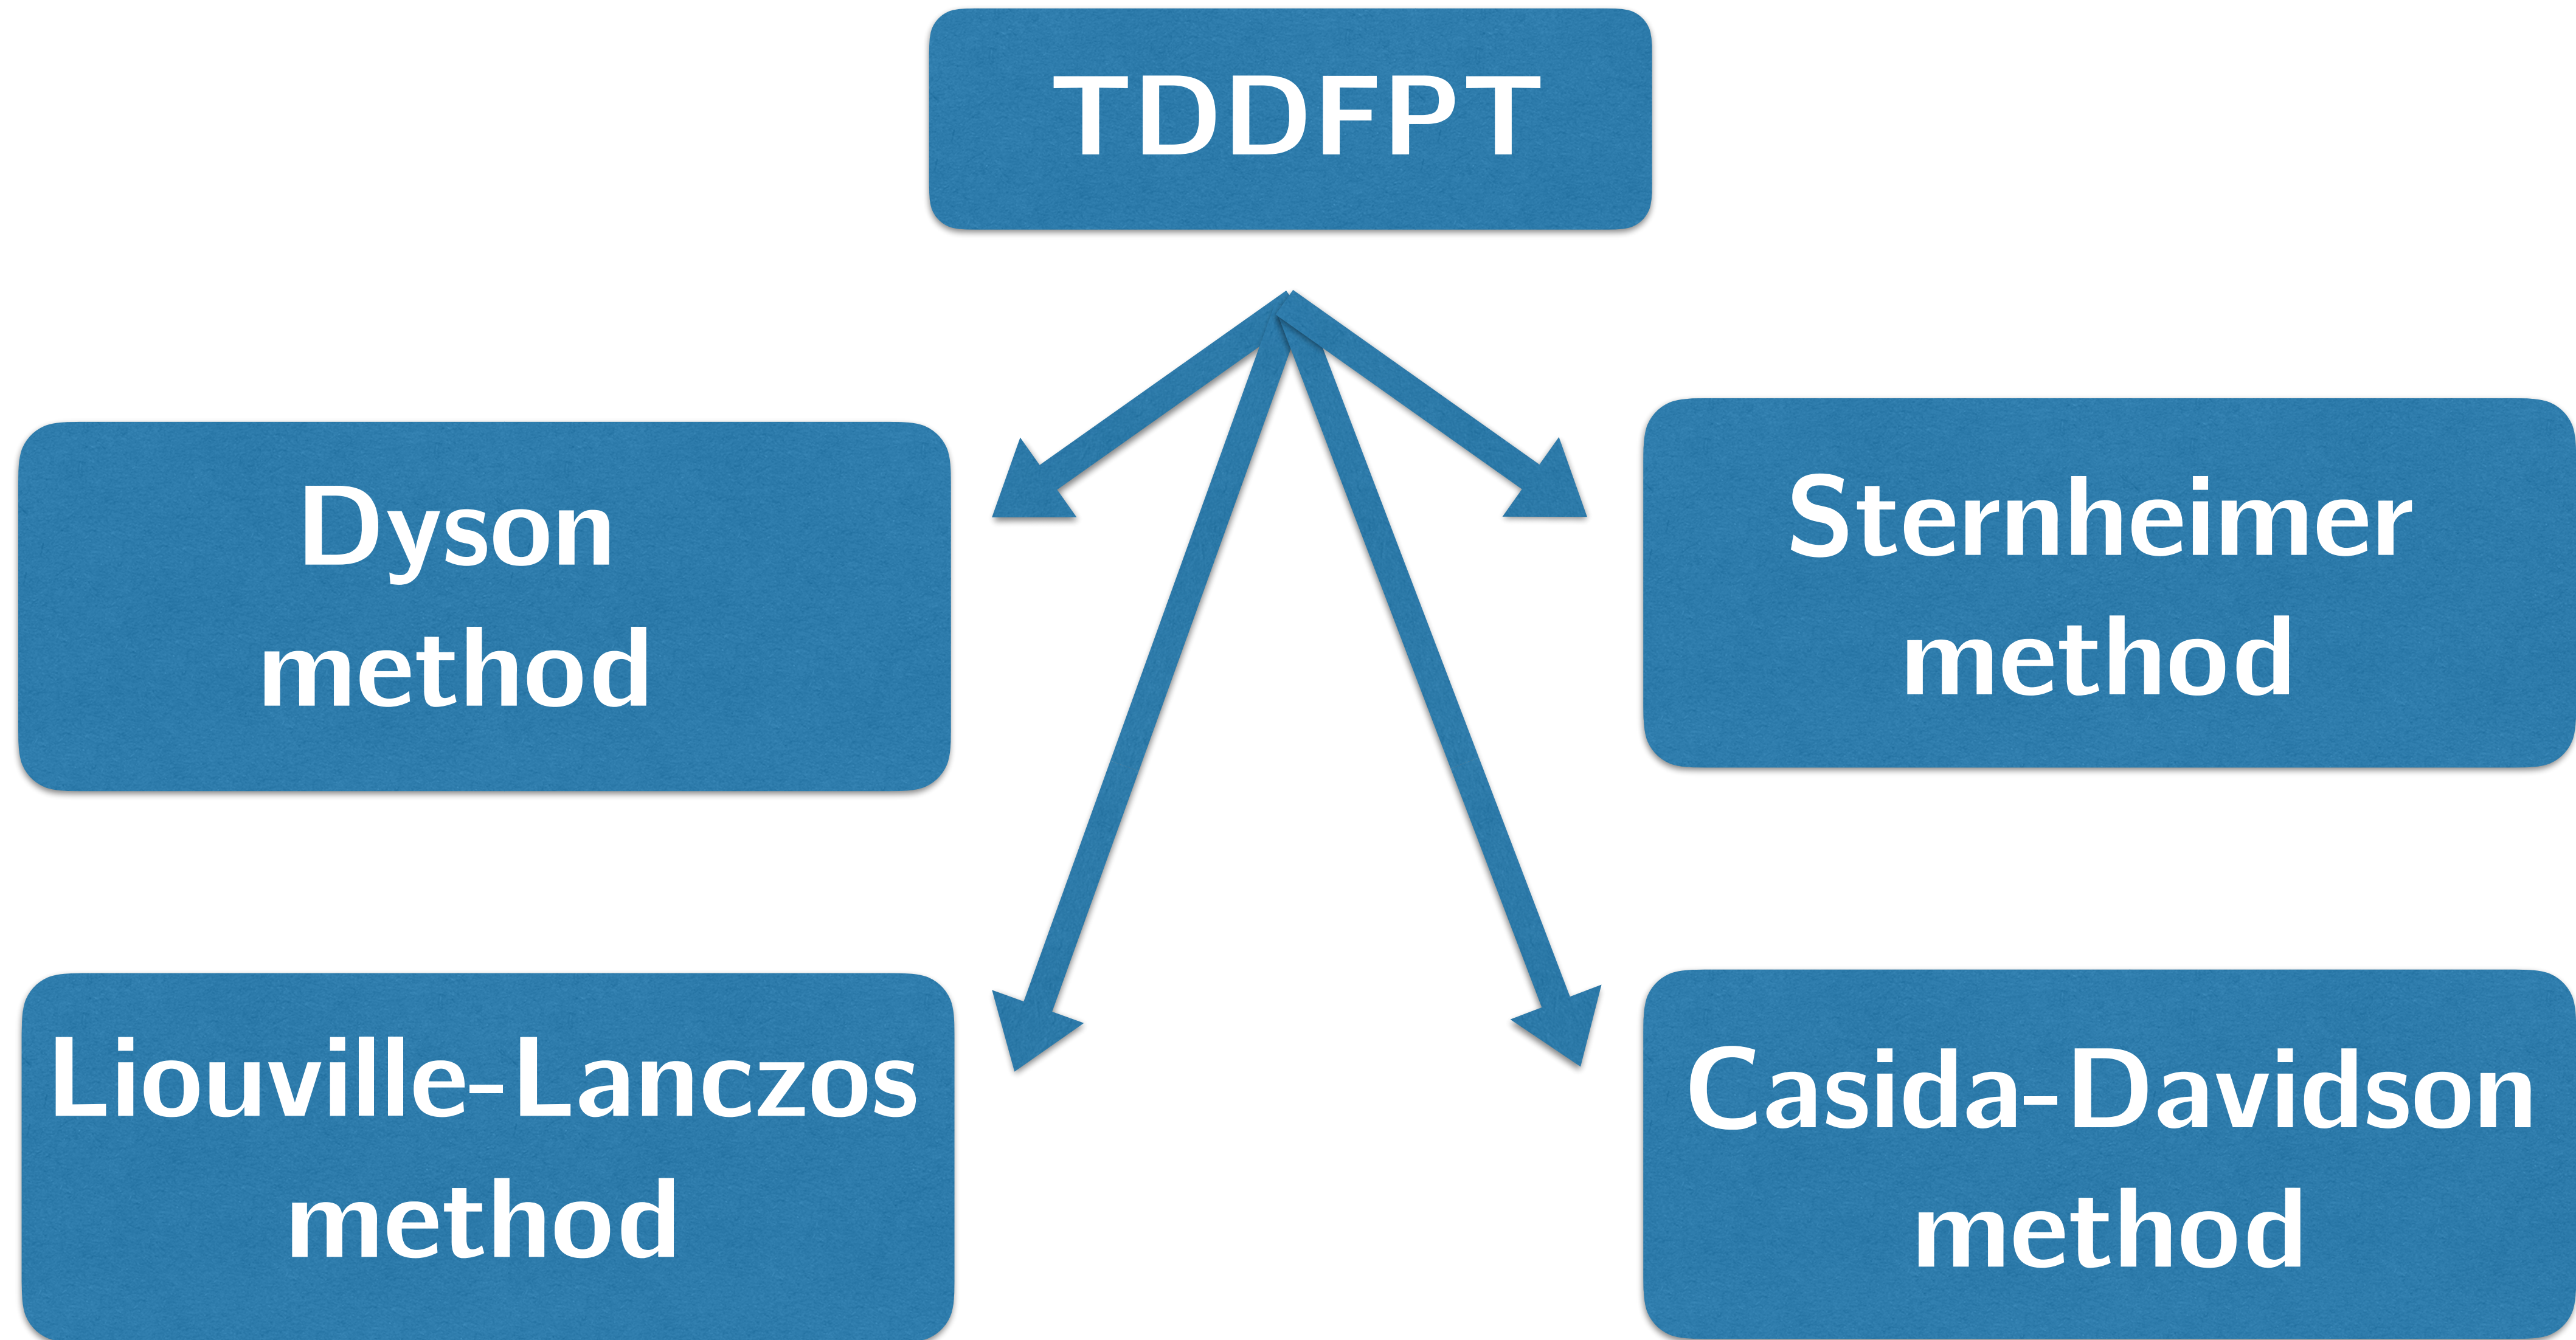 TDDFPT
Dyson
method
Sternheimer
method
Liouville-Lanczos
method
Casida-Davidson
method